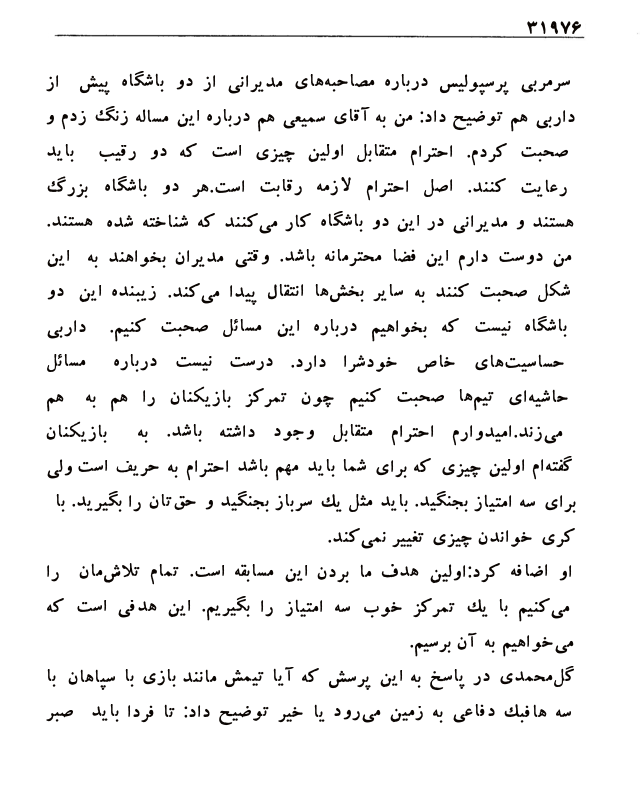 ۳۱۹۷۶
سرمربی پرسپولیس درباره مصاحبه‌های مدیرانی از دو باشگاه پیش از
داربی هم توضیح داد: من به آقای سمیعی هم درباره این مساله زنگ زدم و
صحبت کردم. احترام متقابل اولین چیزی است که دو رقیب باید
رعایت کنند. اصل احترام لازمه رقابت است.هر دو باشگاه بزرگ
هستند و مدیرانی در این دو باشگاه کار می‌کنند که شناخته شده هستند.
من دوست دارم این فضا محترمانه باشد. وقتی مدیران بخواهند به این
شکل صحبت کنند به سایر بخش‌ها انتقال پیدا می‌کند. زیبنده این دو
باشگاه نیست که بخواهیم درباره این مسائل صحبت کنیم. داربی
حساسیت‌های خاص خودشرا دارد. درست نیست درباره مسائل
حاشیه‌ای تیم‌ها صحبت کنیم چون تمرکز بازیکنان را هم به هم
می‌زند.امیدوارم احترام متقابل وجود داشته باشد. به بازیکنان
گفته‌ام اولین چیزی که برای شما باید مهم باشد احترام به حریف است ولی
برای سه امتیاز بجنگید. باید مثل یك سرباز بجنگید و حق‌تان را بگیرید. با
کری خواندن چیزی تغییر نمی‌کند.
او اضافه کرد:اولین هدف ما بردن این مسابقه است. تمام تلاش‌مان را
می‌کنیم با یك تمرکز خوب سه امتیاز را بگیریم. این هدفی است که
می‌خواهیم به آن برسیم.
گل‌محمدی در پاسخ به این پرسش که آیا تیمش مانند بازی با سپاهان با
سه هافبك دفاعی به زمین می‌رود یا خیر توضیح داد: تا فردا باید صبر